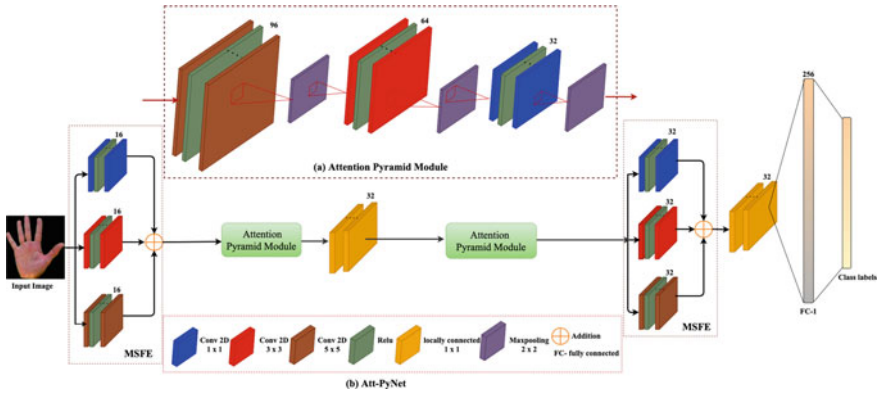 96
64
32
(a) Attention Pyramid Module
16
16
16
Input Image
MSFE
Attention
Pyramid Module
32
Attention
Pyramid Module
32
32
32
MSFE
32
256
FC-1
Class labels
Conv 2D
1 x 1
Conv 2D
3 x 3
Conv 2D
5 x 5
Relu
locally connected
1 x 1
Maxpooling
2 x 2
Addition
FC- fully connected
(b) Att-PyNet